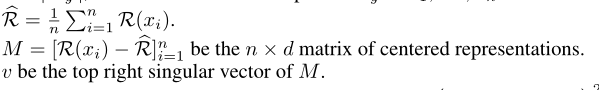 R̂ = 1/n ∑ⁿᵢ₌₁ R(xᵢ).
M = [R(xᵢ) − R̂]ⁿᵢ₌₁ be the n × d matrix of centered representations.
v be the top right singular vector of M.